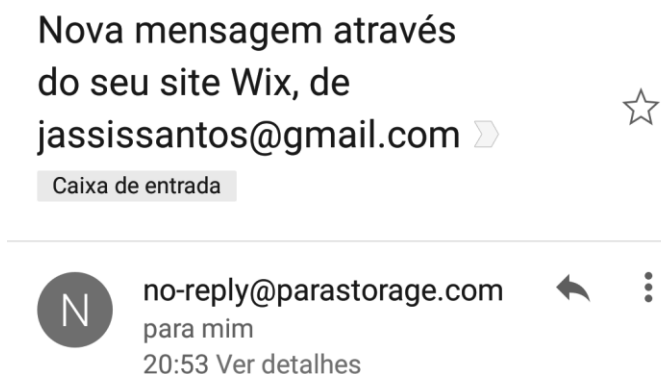 Nova mensagem através
do seu site Wix, de
jassissantos@gmail.com
Caixa de entrada
N
no-reply@parastorage.com
para mim
20:53 Ver detalhes